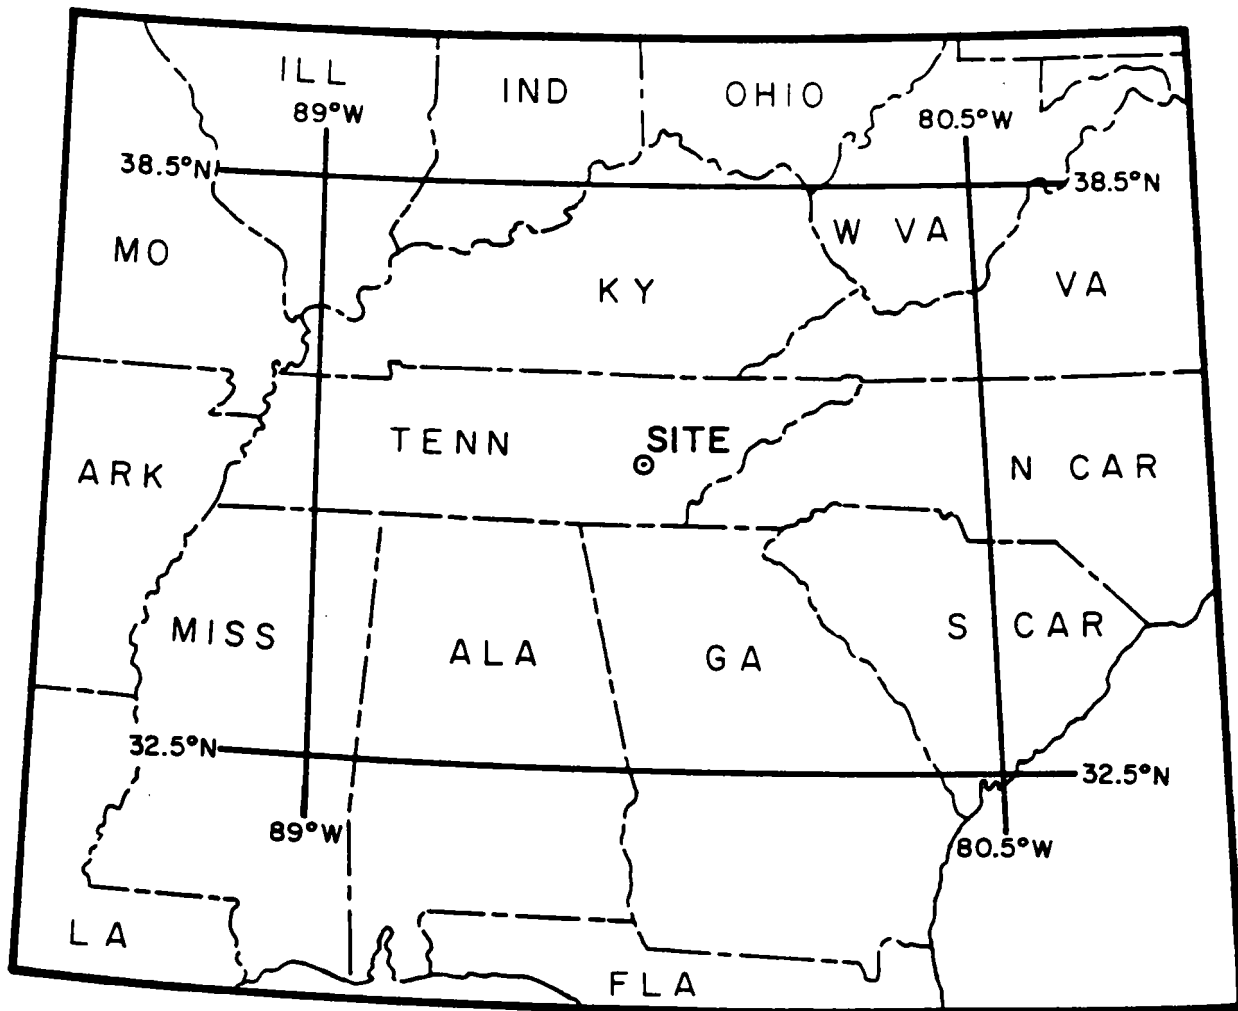 ILL
IND
OHIO
89°W
80.5°W
38.5°N
38.5°N
MO
W VA
KY
VA
TENN
SITE
ARK
N CAR
MISS
ALA
GA
S CAR
32.5°N
32.5°N
89°W
80.5°W
LA
FLA